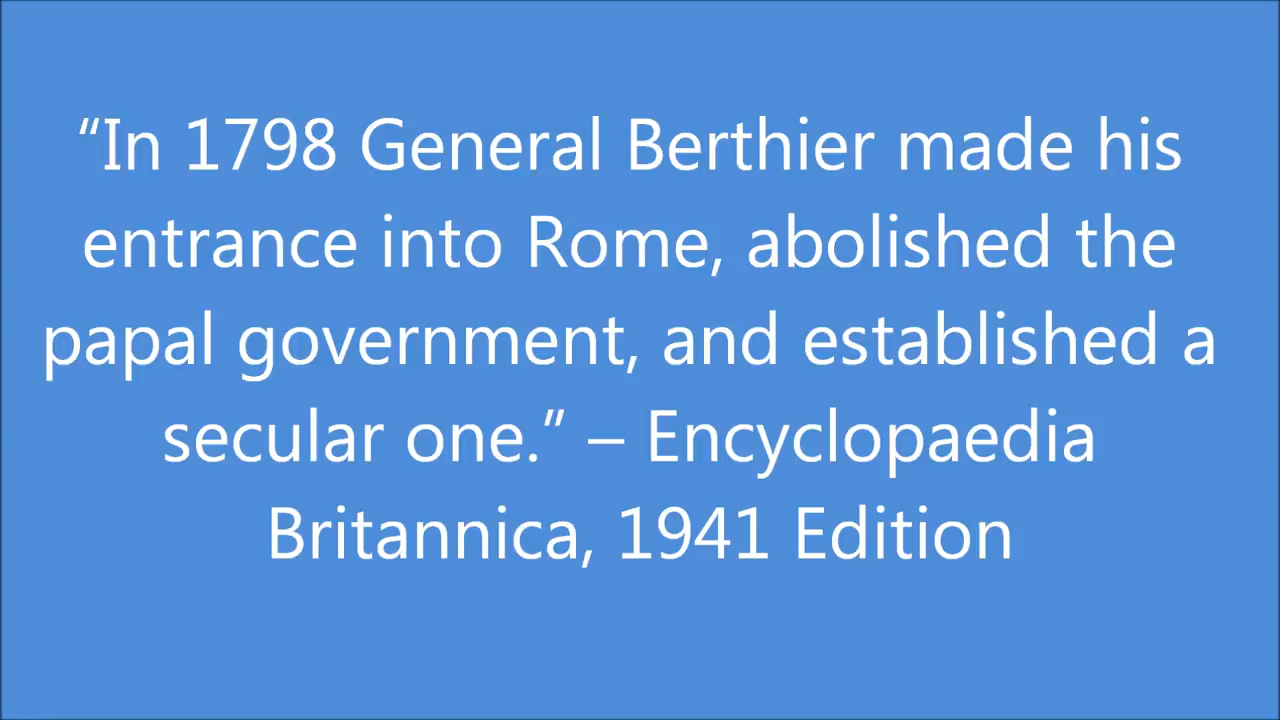 “In 1798 General Berthier made his
entrance into Rome, abolished the
papal government, and established a
secular one.” – Encyclopaedia
Britannica, 1941 Edition